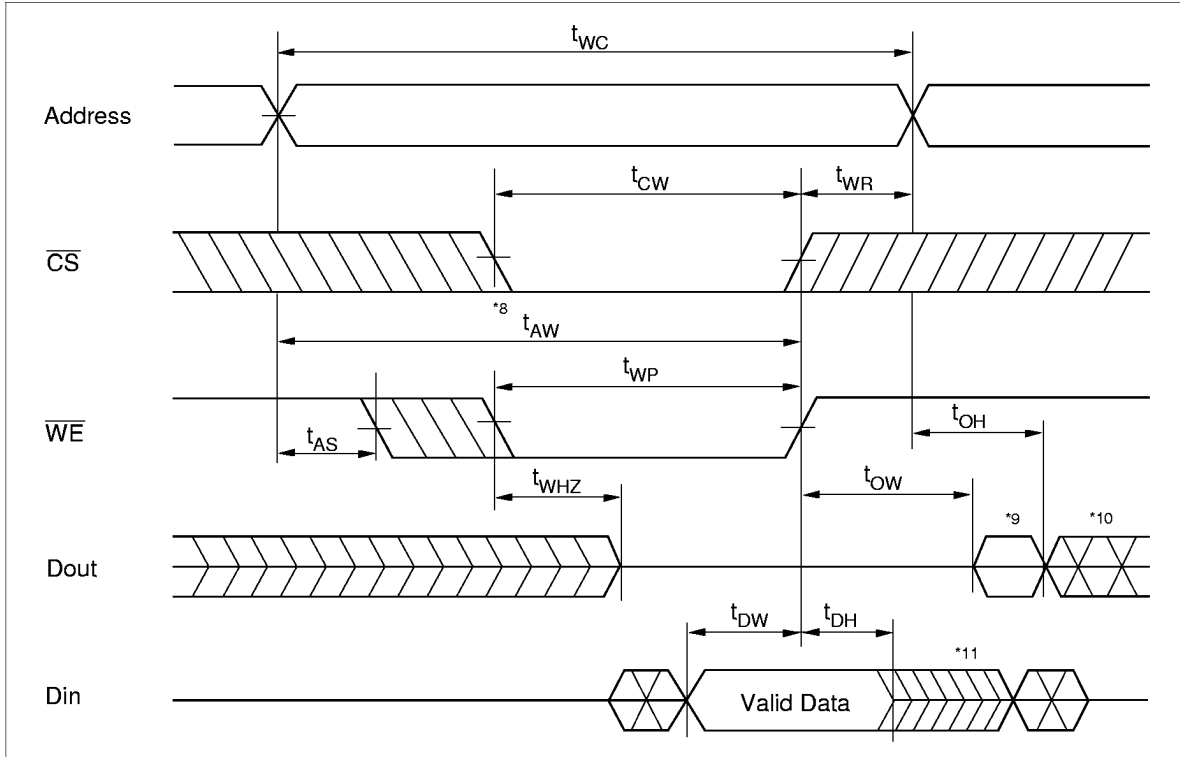 tWC
Address
tCW
tWR
CS
*8
tAW
tWP
WE
tAS
tOH
tWHZ
tOW
*9
*10
Dout
tDW
tDH
*11
Din
Valid Data